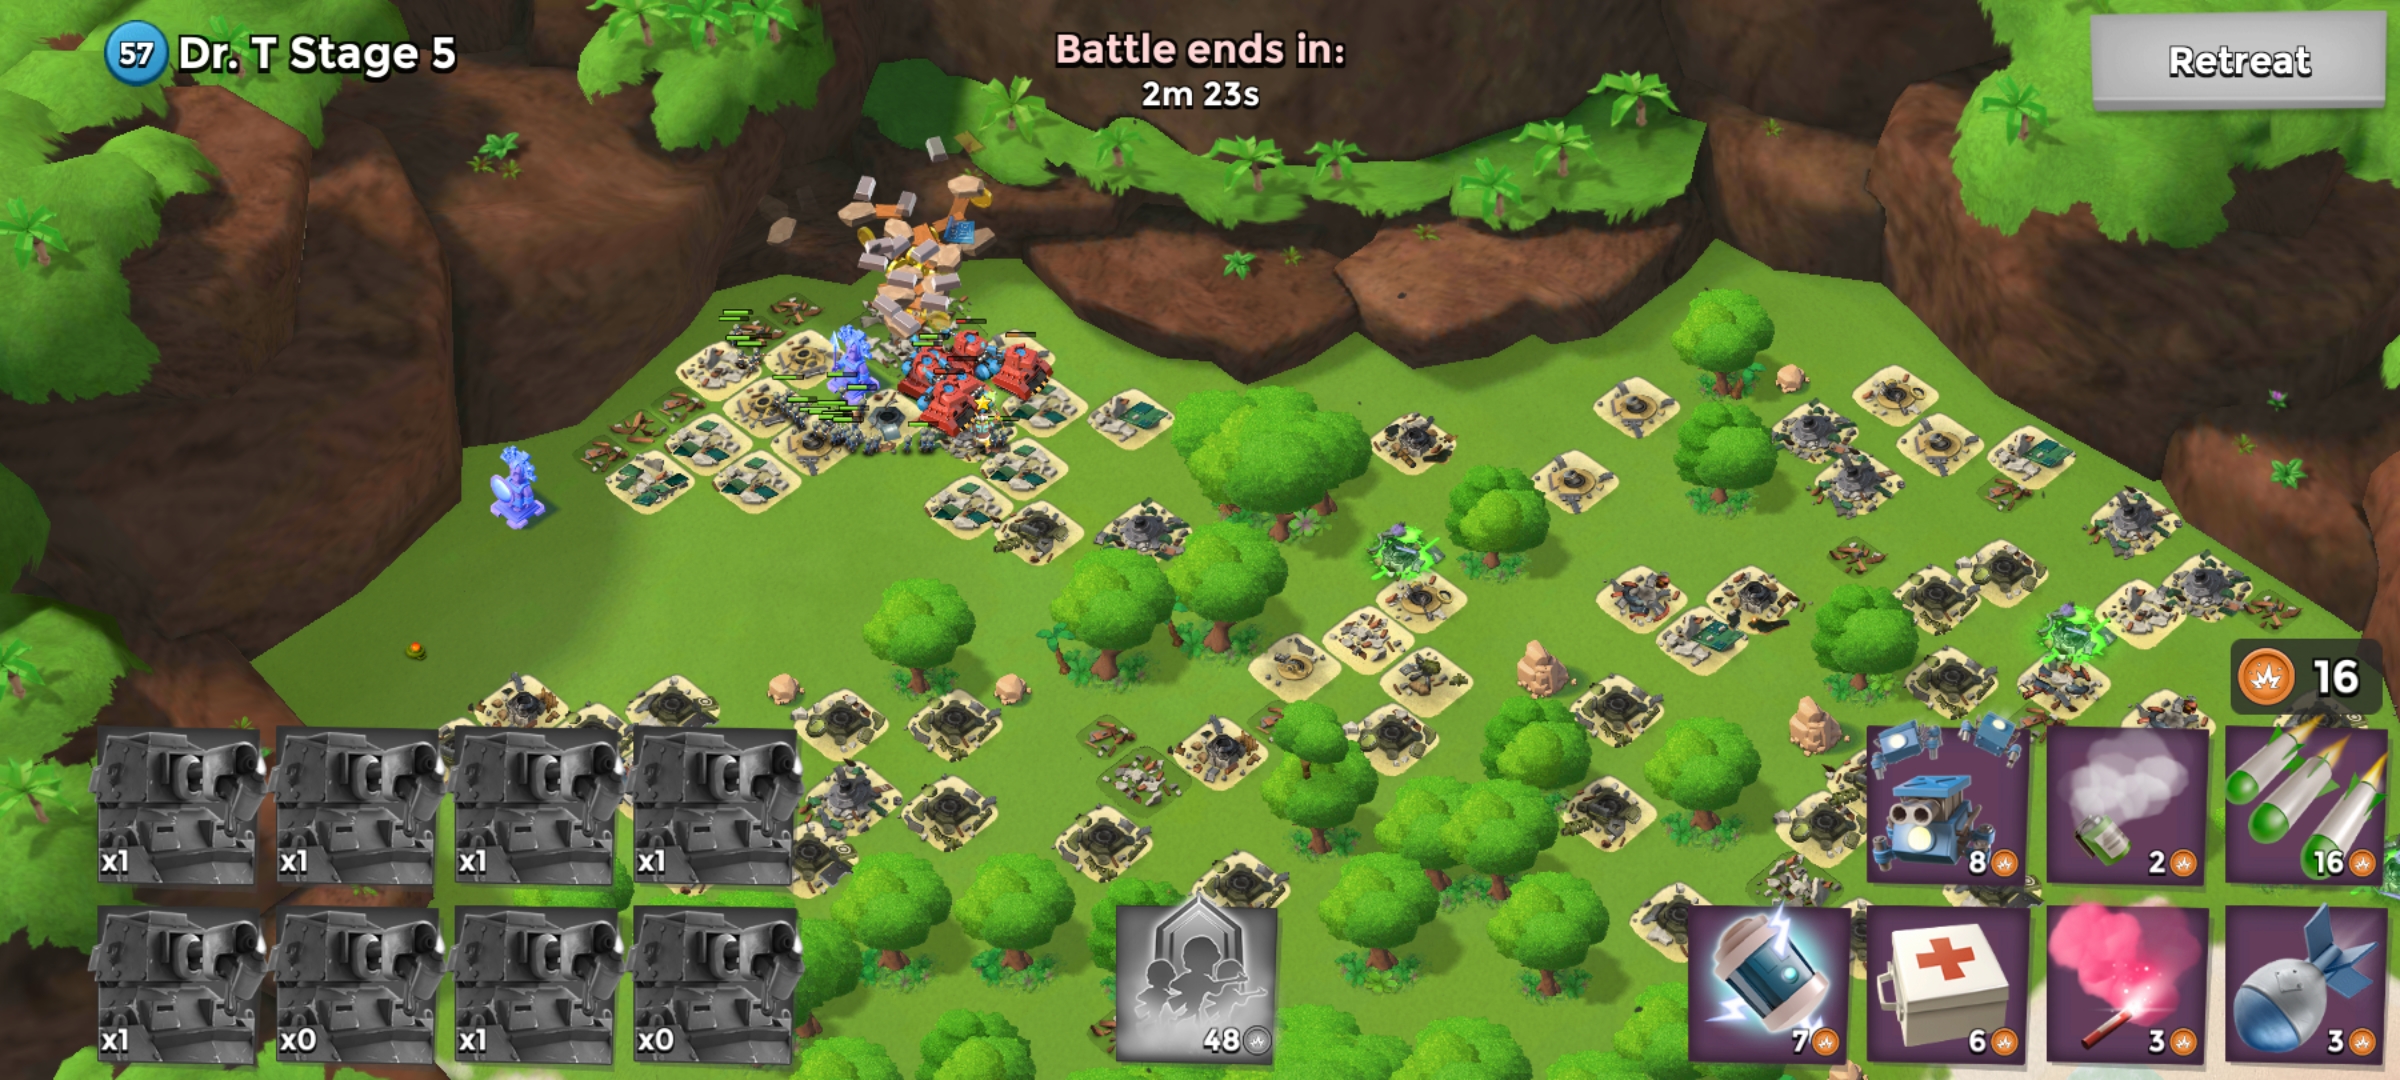 57 Dr. T Stage 5
Battle ends in:
2m 23s
Retreat
16
x1 x1 x1 x1
8 2 16
x1 x0 x1 x0
48
7 6 3 3